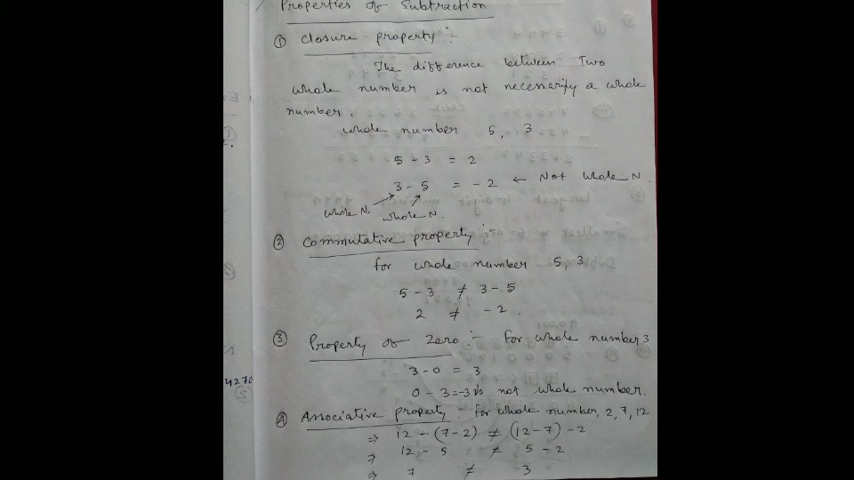 Properties of Subtraction
① Closure property :-
The difference between Two
whole number is not necessarify a whole
number.
whole number 5, 3
5 - 3 = 2
3 - 5 = - 2 ← Not whole N.
whole N. whole N.
② Commutative property :-
for whole number 5, 3
5 - 3 ≠ 3 - 5
2 ≠ - 2.
③ Property of Zero :- for whole number 3
3 - 0 = 3
0 - 3 = -3 is not whole number.
4270
④ Associative property :- for whole number, 2, 7, 12
⇒ 12 - (7 - 2) ≠ (12 - 7) - 2
⇒ 12 - 5 ≠ 5 - 2
⇒ 7 ≠ 3